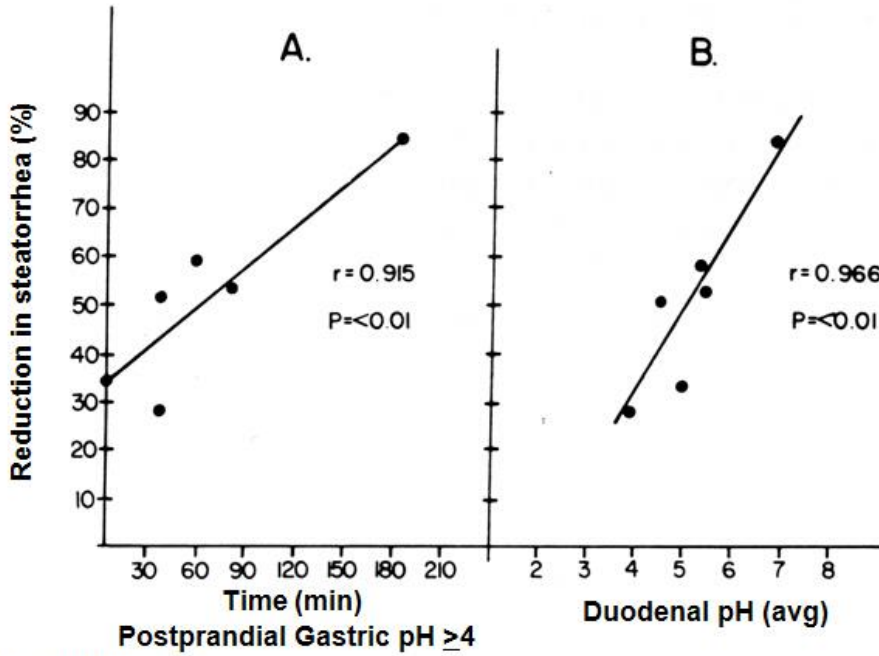 A.
B.
Reduction in steatorrhea (%)
90
80
70
60
50
40
30
20
10
r = 0.915
P=<0.01
r = 0.966
P=<0.01
30 60 90 120 150 180 210
2 3 4 5 6 7 8
Time (min)
Postprandial Gastric pH ≥4
Duodenal pH (avg)